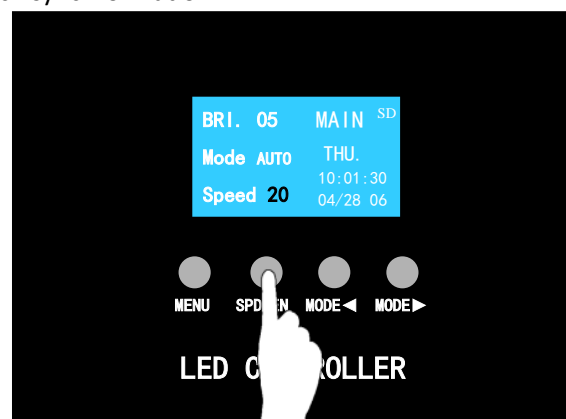 BRI. 05 MAIN SD
Mode AUTO THU.
10:01:30
Speed 20 04/28 06
MENU MODE◄ MODE►
LED